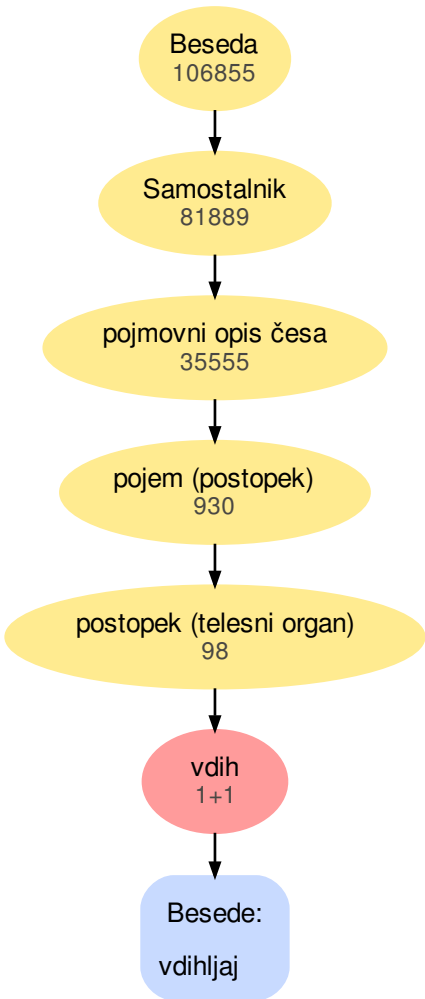 Beseda
106855
Samostalnik
81889
pojmovni opis česa
35555
pojem (postopek)
930
postopek (telesni organ)
98
vdih
1+1
Besede:
vdihljaj